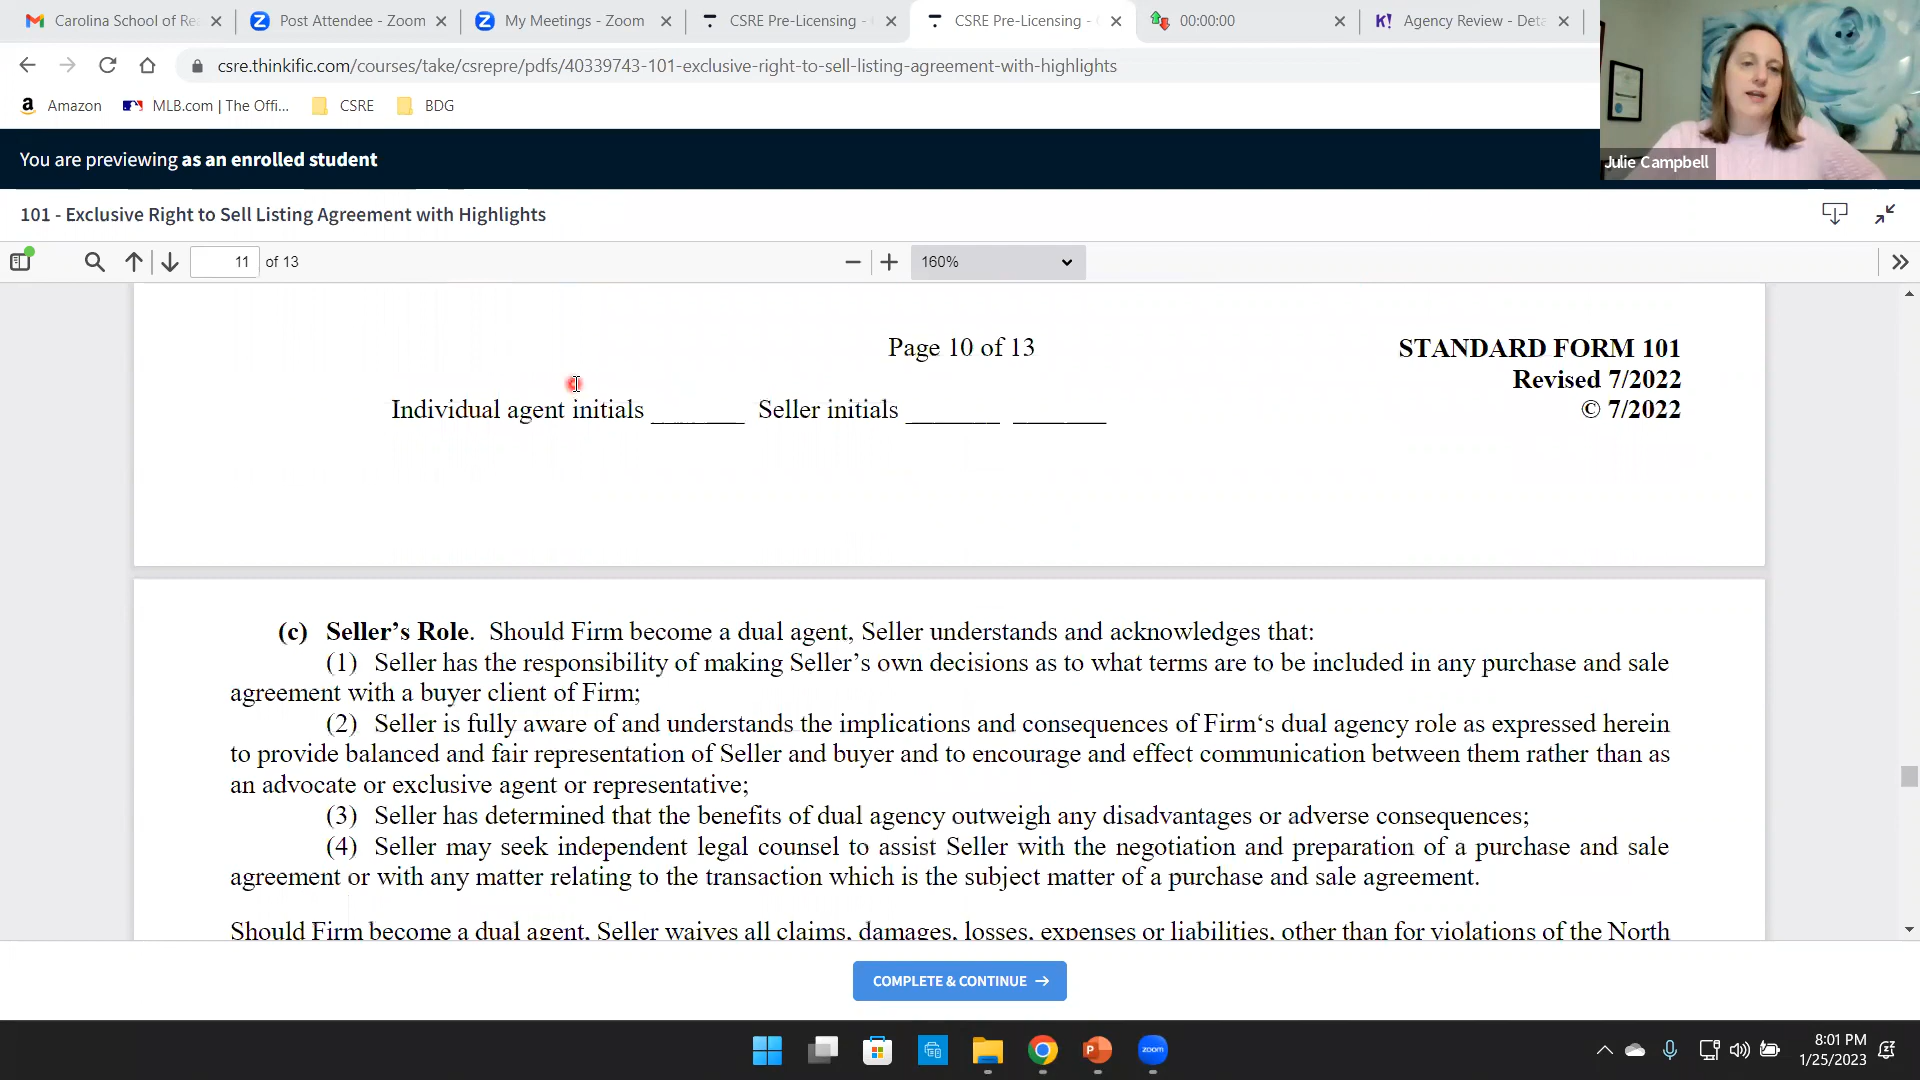 Carolina School of Re
Post Attendee - Zoom
My Meetings - Zoom
CSRE Pre-Licensing -
CSRE Pre-Licensing -
00:00:00
K! Agency Review - Deta
csre.thinkific.com/courses/take/csrepre/pdfs/40339743-101-exclusive-right-to-sell-listing-agreement-with-highlights
Amazon
MLB.com | The Offi...
CSRE
BDG
Julie Campbell
You are previewing as an enrolled student
101 - Exclusive Right to Sell Listing Agreement with Highlights
11 of 13
160%
Page 10 of 13
STANDARD FORM 101
Revised 7/2022
Individual agent initials _______ Seller initials _______ _______
© 7/2022
(c) Seller’s Role. Should Firm become a dual agent, Seller understands and acknowledges that:
(1) Seller has the responsibility of making Seller’s own decisions as to what terms are to be included in any purchase and sale
agreement with a buyer client of Firm;
(2) Seller is fully aware of and understands the implications and consequences of Firm‘s dual agency role as expressed herein
to provide balanced and fair representation of Seller and buyer and to encourage and effect communication between them rather than as
an advocate or exclusive agent or representative;
(3) Seller has determined that the benefits of dual agency outweigh any disadvantages or adverse consequences;
(4) Seller may seek independent legal counsel to assist Seller with the negotiation and preparation of a purchase and sale
agreement or with any matter relating to the transaction which is the subject matter of a purchase and sale agreement.
Should Firm become a dual agent, Seller waives all claims, damages, losses, expenses or liabilities, other than for violations of the North
COMPLETE & CONTINUE →
zoom
8:01 PM
1/25/2023